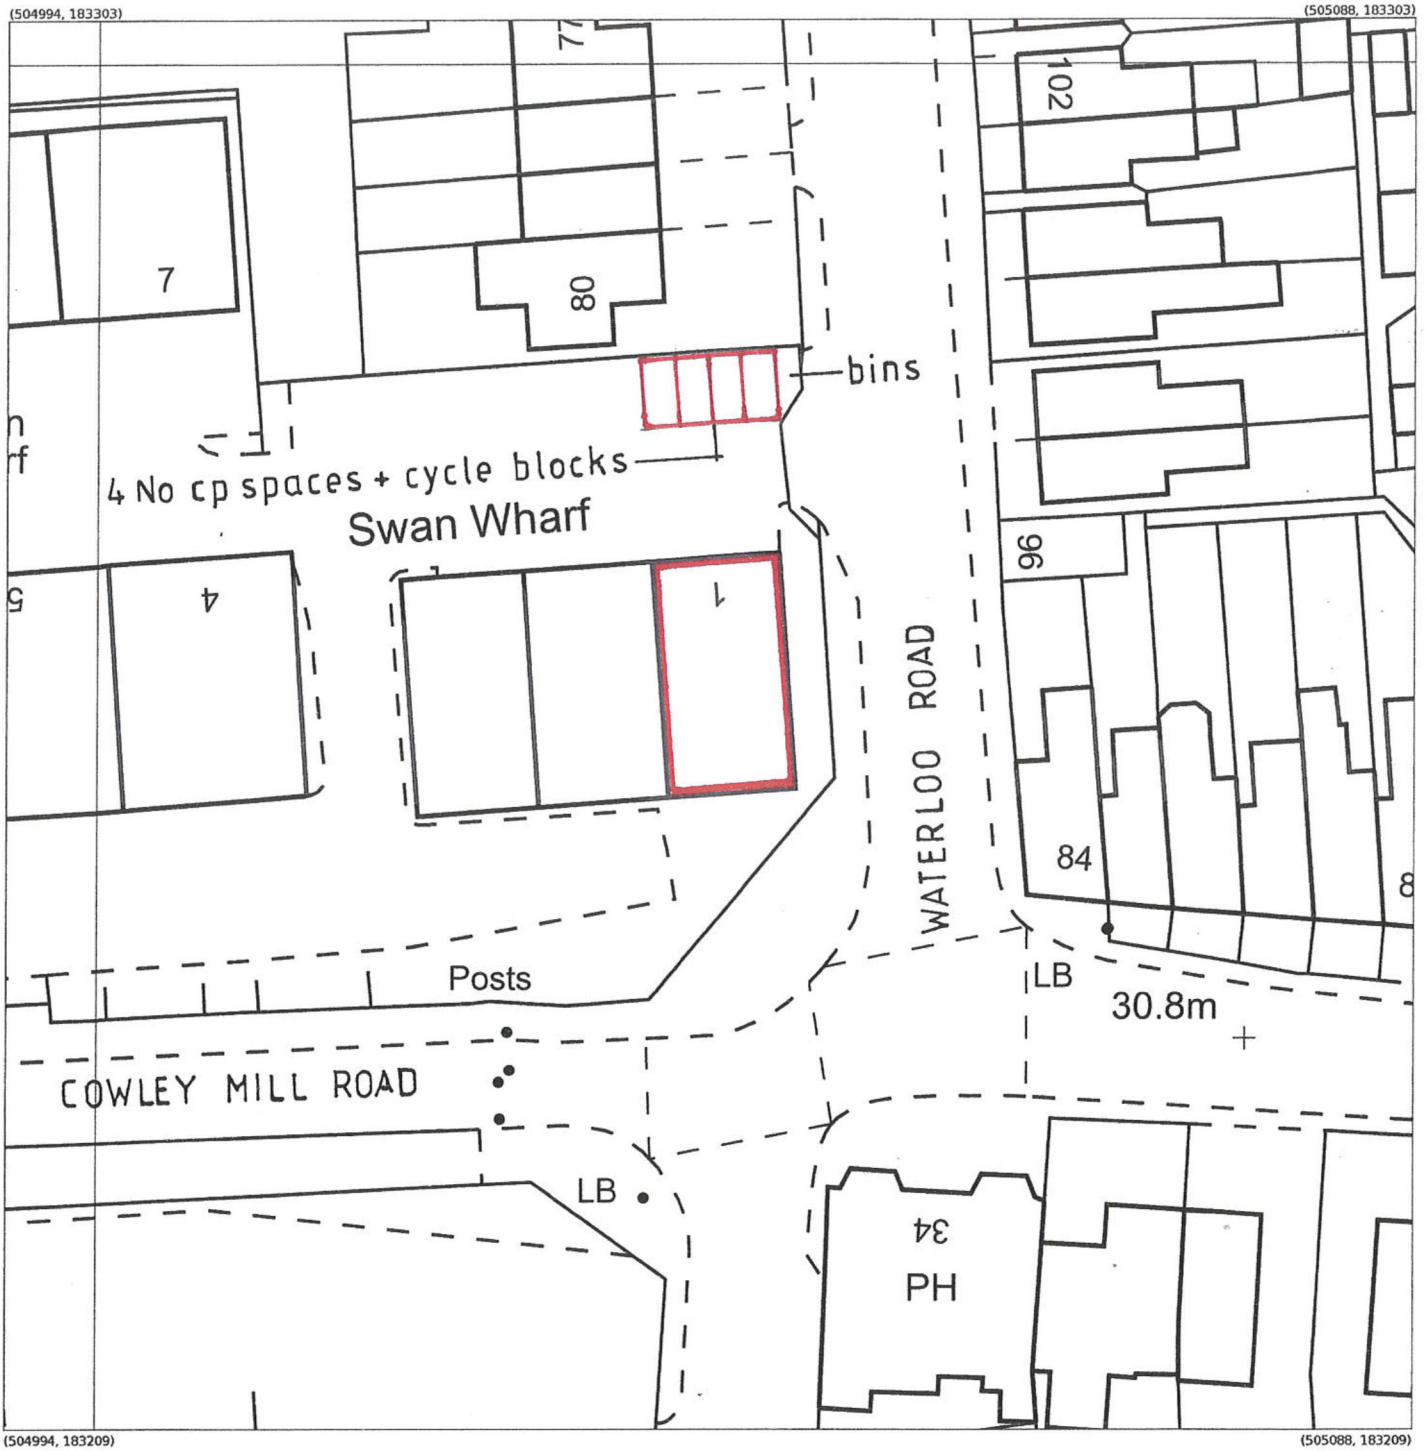 (504994, 183303)
(505088, 183303)
77
102
7
80
bins
n
rf
4 No cp spaces + cycle blocks
Swan Wharf
96
5
4
1
WATERLOO ROAD
84
8
Posts
LB
30.8m
COWLEY MILL ROAD
LB
34
PH
(504994, 183209)
(505088, 183209)